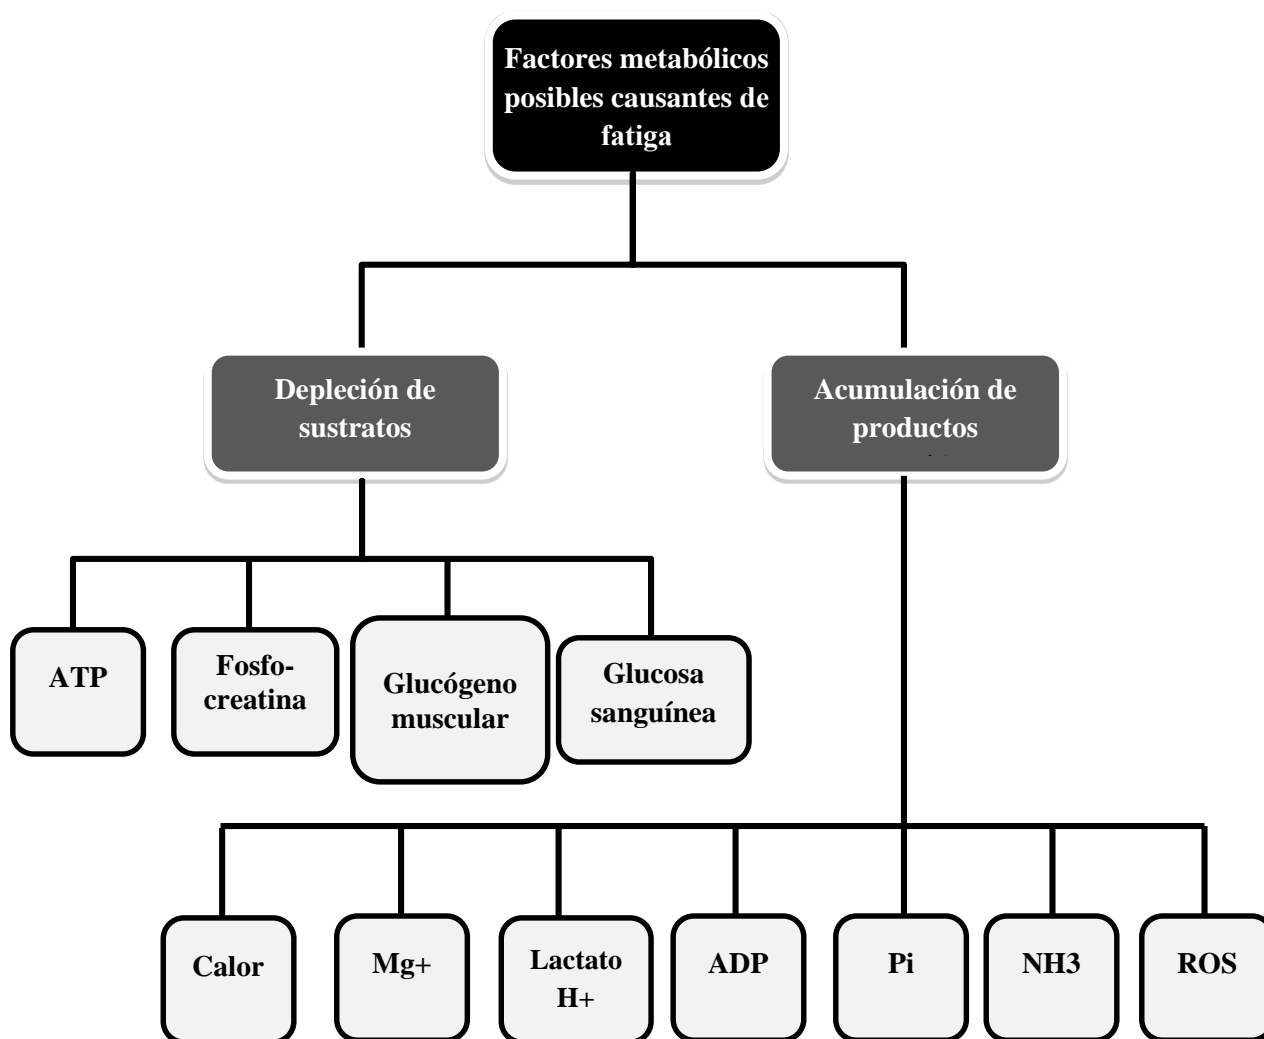 Factores metabólicos
posibles causantes de
fatiga
Depleción de
sustratos
Acumulación de
productos
ATP
Fosfo-
creatina
Glucógeno
muscular
Glucosa
sanguínea
Calor
Mg+
Lactato
H+
ADP
Pi
NH3
ROS